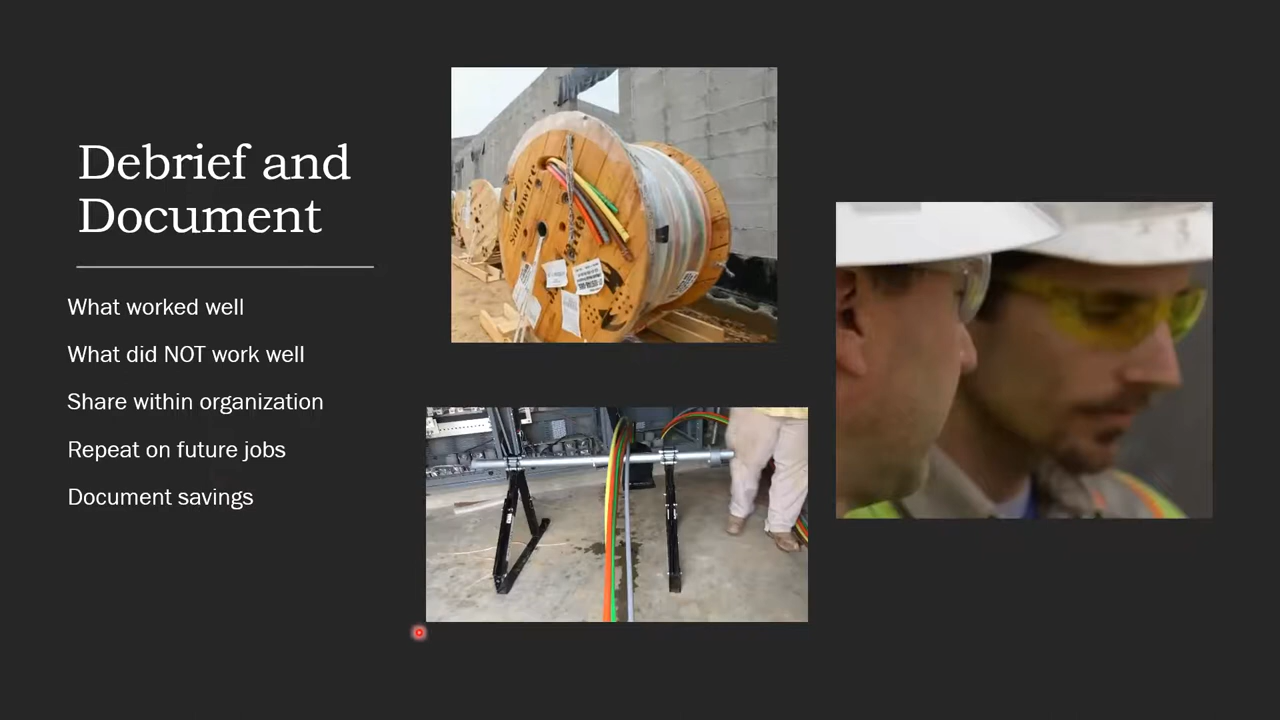 Debrief and
Document
What worked well
What did NOT work well
Share within organization
Repeat on future jobs
Document savings